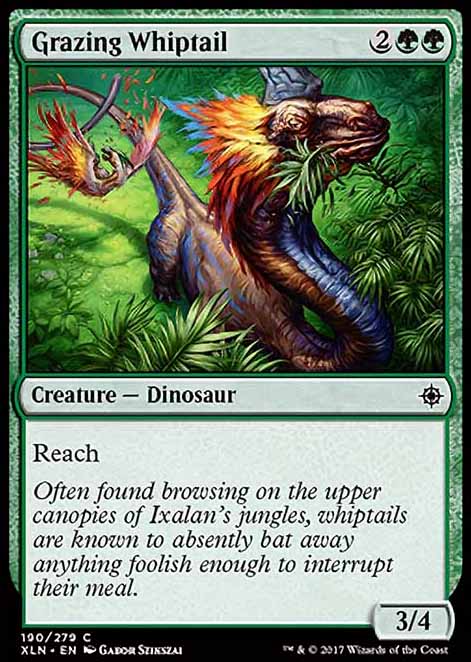 Grazing Whiptail 2
Creature — Dinosaur
Reach
Often found browsing on the upper
canopies of Ixalan's jungles, whiptails
are known to absently bat away
anything foolish enough to interrupt
their meal.
3/4
190/279 C
XLN • EN Gabor Szikszai
™ & © 2017 Wizards of the Coast